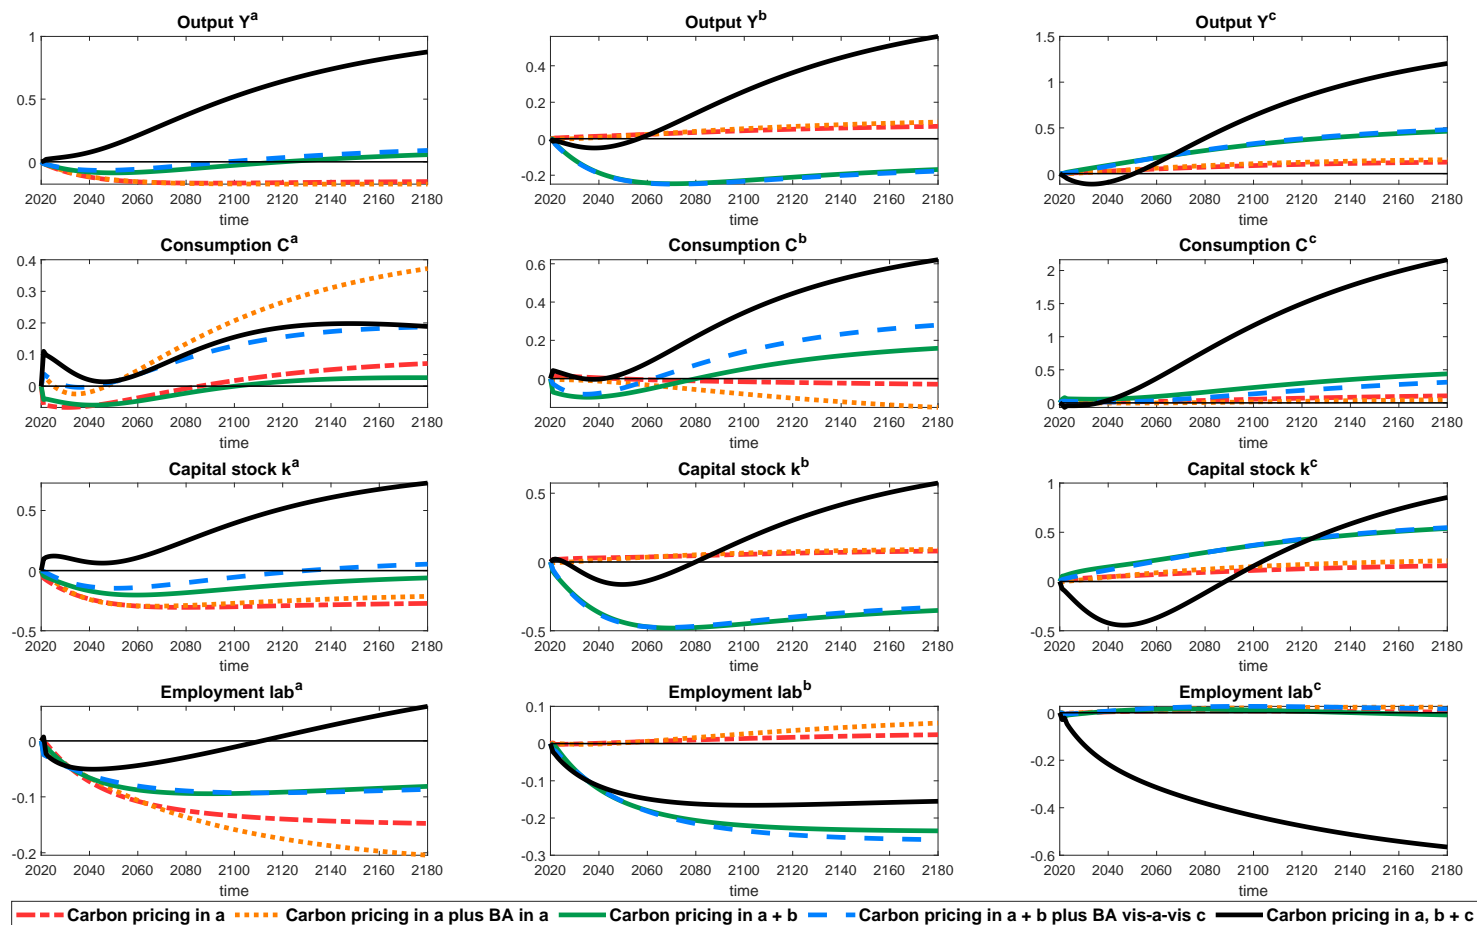 Output Yᵃ
1
0.5
0
2020 2040 2060 2080 2100 2120 2140 2160 2180
time
Output Yᵇ
0.4
0.2
0
-0.2
2020 2040 2060 2080 2100 2120 2140 2160 2180
time
Output Yᶜ
1.5
1
0.5
0
2020 2040 2060 2080 2100 2120 2140 2160 2180
time
Consumption Cᵃ
0.4
0.3
0.2
0.1
0
2020 2040 2060 2080 2100 2120 2140 2160 2180
time
Consumption Cᵇ
0.6
0.4
0.2
0
2020 2040 2060 2080 2100 2120 2140 2160 2180
time
Consumption Cᶜ
2
1.5
1
0.5
0
2020 2040 2060 2080 2100 2120 2140 2160 2180
time
Capital stock kᵃ
0.5
0
-0.5
2020 2040 2060 2080 2100 2120 2140 2160 2180
time
Capital stock kᵇ
0.5
0
-0.5
2020 2040 2060 2080 2100 2120 2140 2160 2180
time
Capital stock kᶜ
1
0.5
0
-0.5
2020 2040 2060 2080 2100 2120 2140 2160 2180
time
Employment labᵃ
0
-0.1
-0.2
2020 2040 2060 2080 2100 2120 2140 2160 2180
time
Employment labᵇ
0.1
0
-0.1
-0.2
-0.3
2020 2040 2060 2080 2100 2120 2140 2160 2180
time
Employment labᶜ
0
-0.2
-0.4
-0.6
2020 2040 2060 2080 2100 2120 2140 2160 2180
time
Carbon pricing in a Carbon pricing in a plus BA in a Carbon pricing in a + b Carbon pricing in a + b plus BA vis-a-vis c Carbon pricing in a, b + c